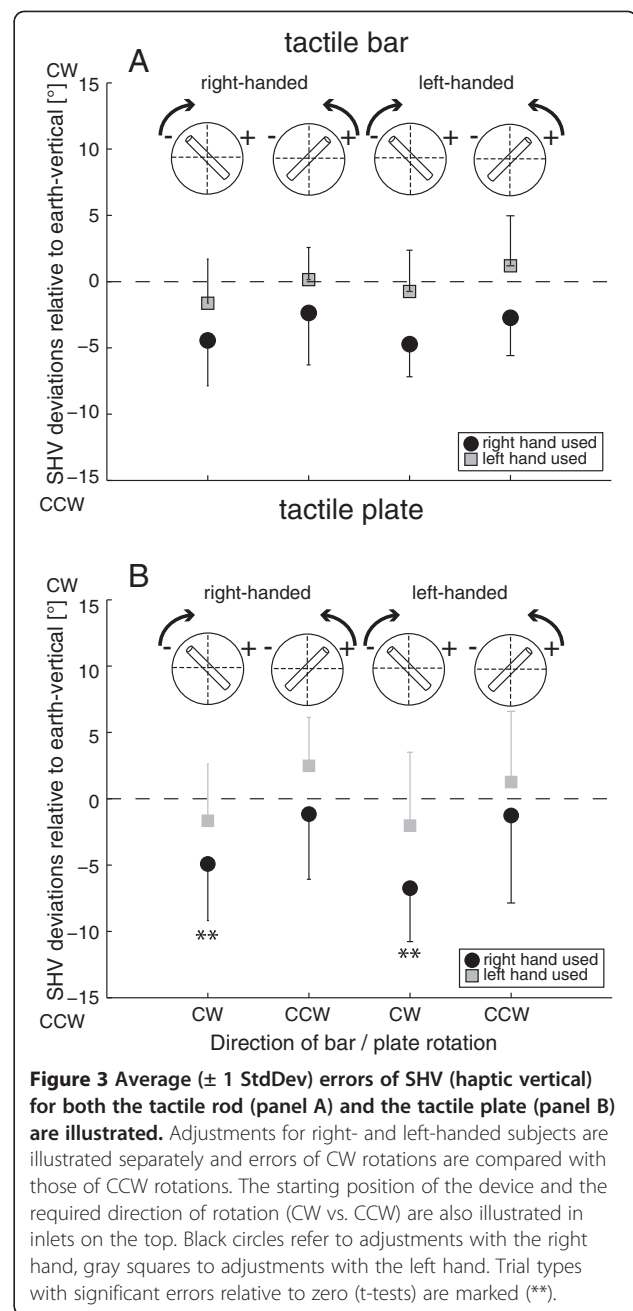 tactile bar
A
CW
right-handed
left-handed
- + - + - + - +
15
10
5
0
-5
-10
-15
SHV deviations relative to earth-vertical [°]
right hand used
left hand used
CCW
tactile plate
B
CW
right-handed
left-handed
- + - + - + - +
15
10
5
0
-5
-10
-15
SHV deviations relative to earth-vertical [°]
**
**
right hand used
left hand used
CCW
CW CCW CW CCW
Direction of bar / plate rotation
Figure 3 Average (± 1 StdDev) errors of SHV (haptic vertical)
for both the tactile rod (panel A) and the tactile plate (panel B)
are illustrated. Adjustments for right- and left-handed subjects are
illustrated separately and errors of CW rotations are compared with
those of CCW rotations. The starting position of the device and the
required direction of rotation (CW vs. CCW) are also illustrated in
inlets on the top. Black circles refer to adjustments with the right
hand, gray squares to adjustments with the left hand. Trial types
with significant errors relative to zero (t-tests) are marked (**).